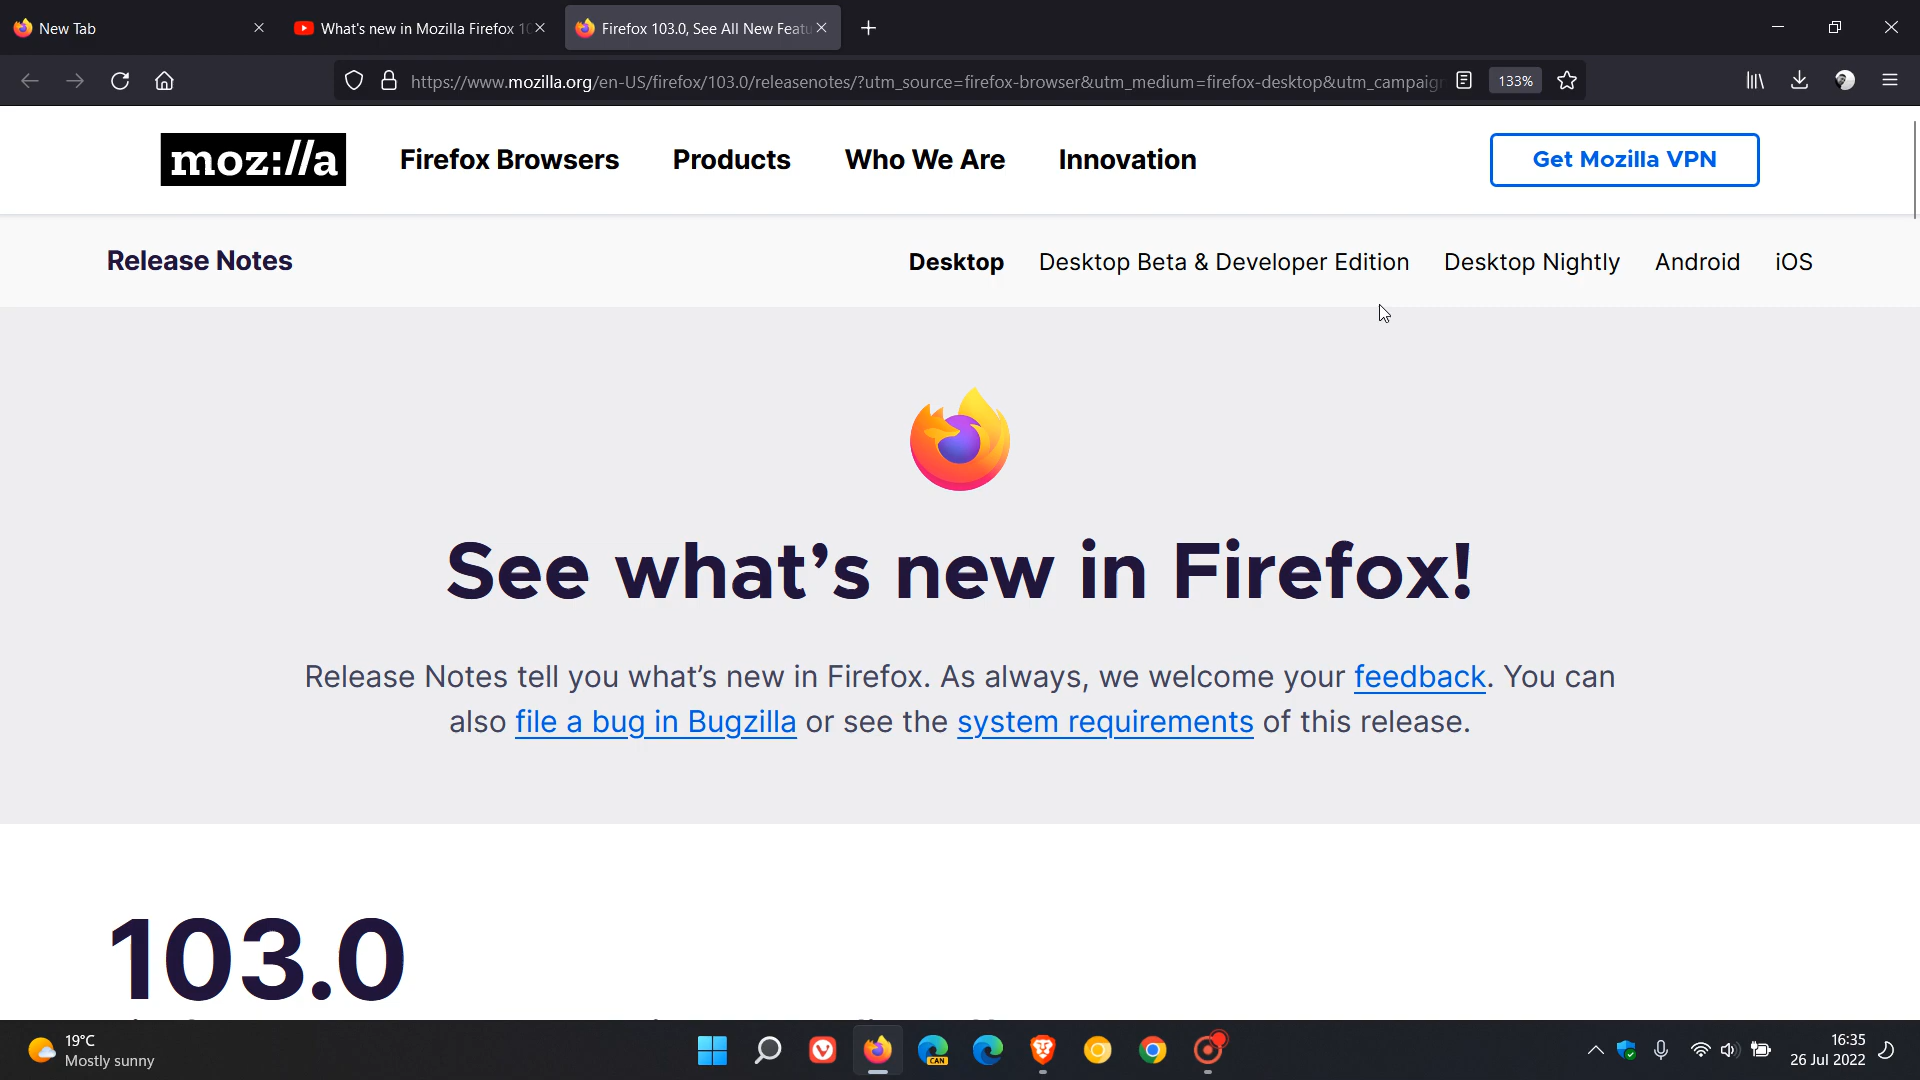 New Tab
What's new in Mozilla Firefox 10
Firefox 103.0, See All New Featu
https://www.mozilla.org/en-US/firefox/103.0/releasenotes/?utm_source=firefox-browser&utm_medium=firefox-desktop&utm_campaig
133%
moz://a
Firefox Browsers
Products
Who We Are
Innovation
Get Mozilla VPN
Release Notes
Desktop
Desktop Beta & Developer Edition
Desktop Nightly
Android
iOS
See what's new in Firefox!
Release Notes tell you what's new in Firefox. As always, we welcome your feedback. You can
also file a bug in Bugzilla or see the system requirements of this release.
103.0
19°C
Mostly sunny
CAN
16:35
26 Jul 2022